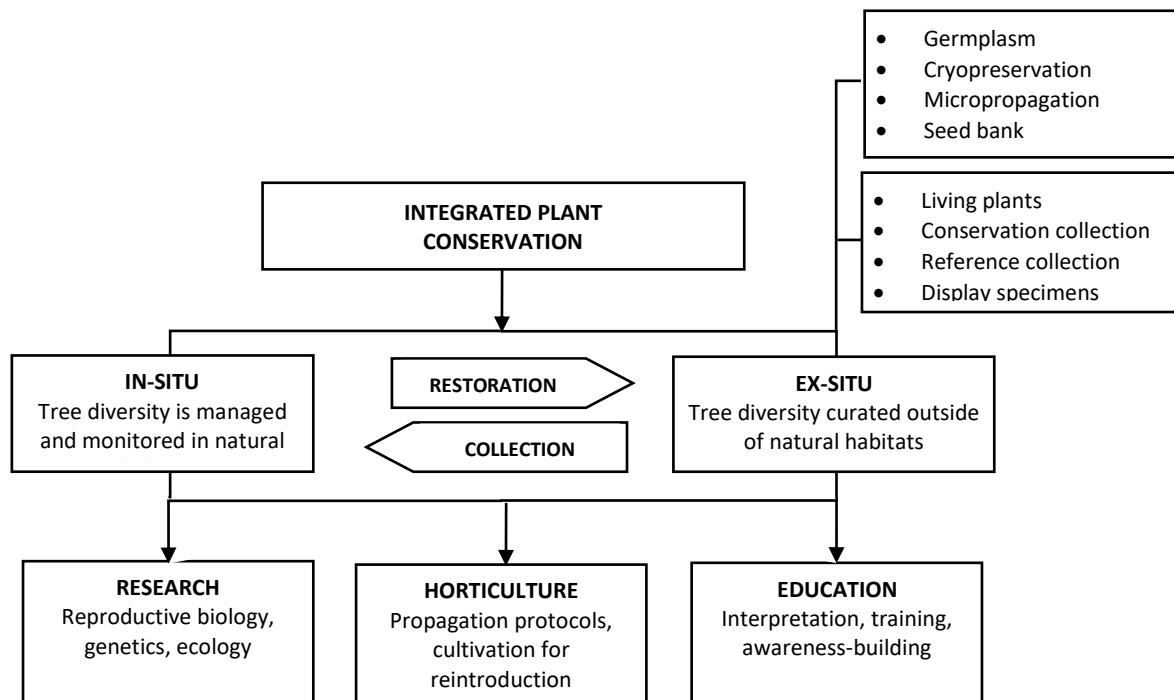 • Germplasm
• Cryopreservation
• Micropropagation
• Seed bank
• Living plants
• Conservation collection
• Reference collection
• Display specimens
INTEGRATED PLANT
CONSERVATION
IN-SITU
Tree diversity is managed
and monitored in natural
RESTORATION
COLLECTION
EX-SITU
Tree diversity curated outside
of natural habitats
RESEARCH
Reproductive biology,
genetics, ecology
HORTICULTURE
Propagation protocols,
cultivation for
reintroduction
EDUCATION
Interpretation, training,
awareness-building